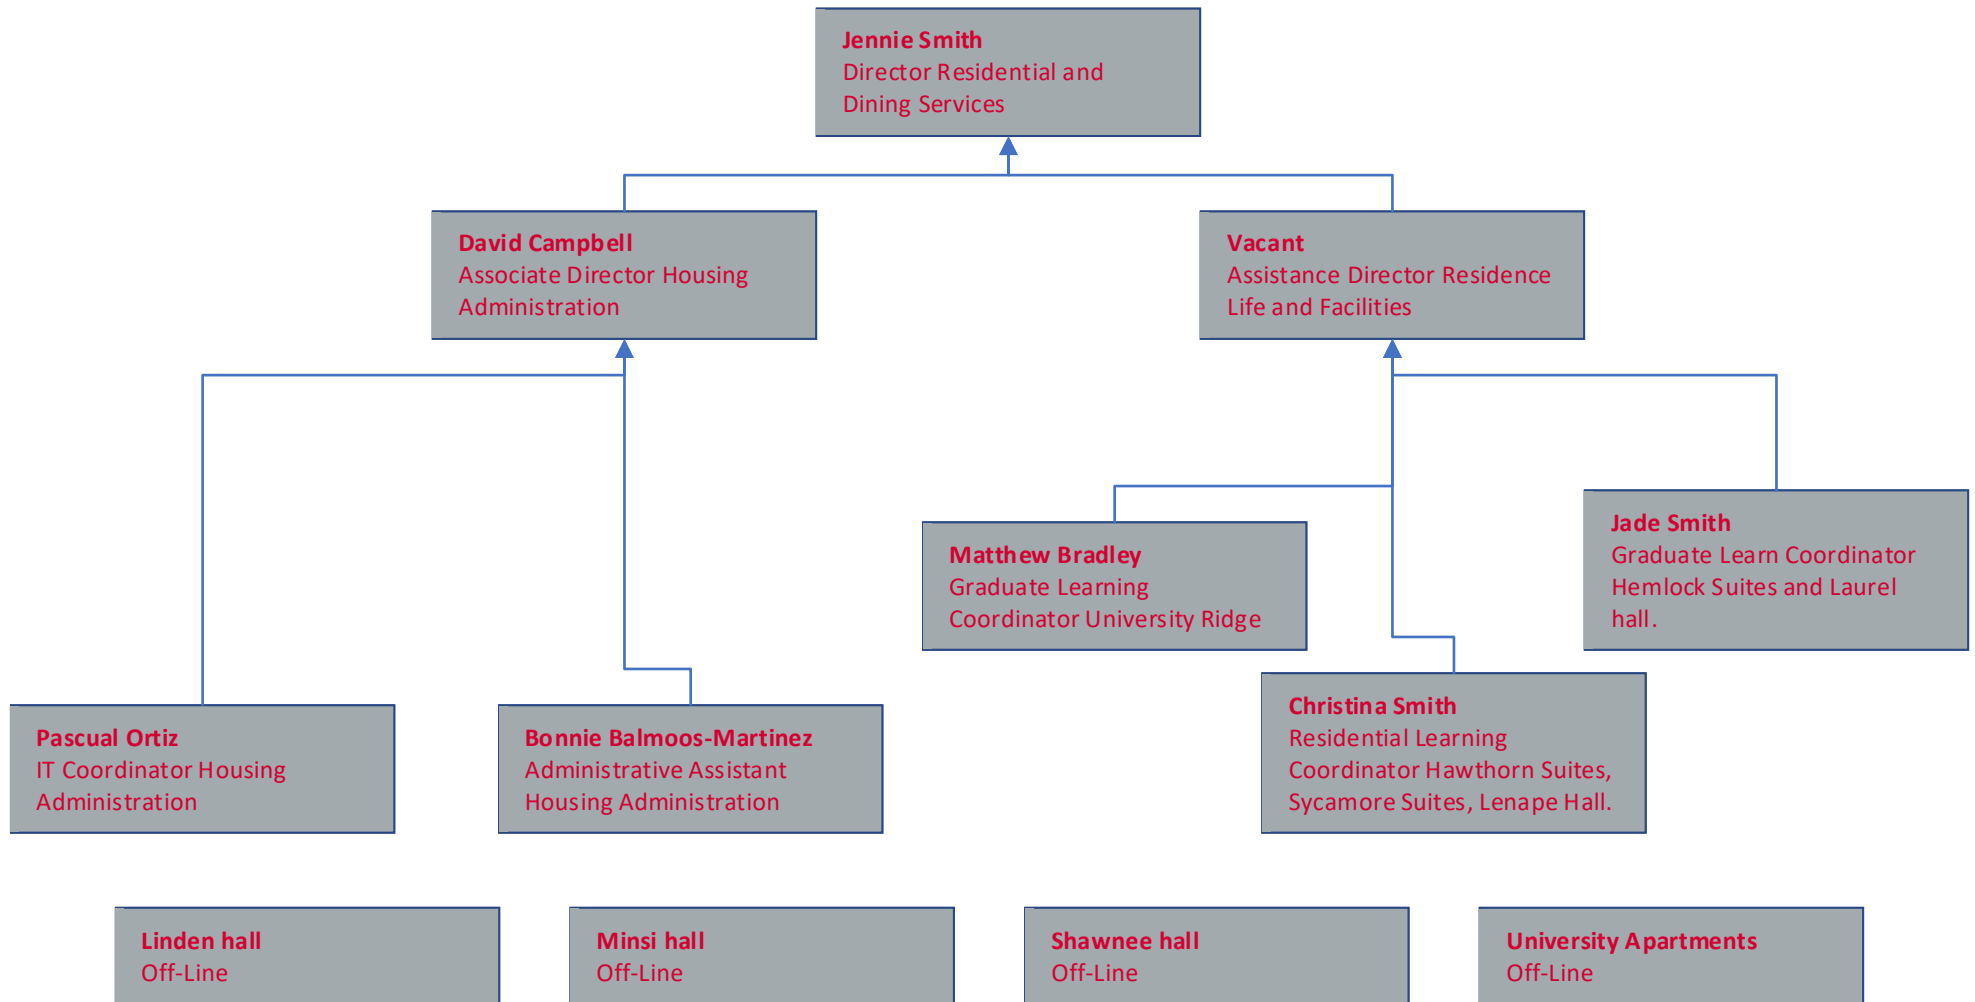 Jennie Smith
Director Residential and
Dining Services
David Campbell
Associate Director Housing
Administration
Vacant
Assistance Director Residence
Life and Facilities
Matthew Bradley
Graduate Learning
Coordinator University Ridge
Jade Smith
Graduate Learn Coordinator
Hemlock Suites and Laurel
hall.
Pascual Ortiz
IT Coordinator Housing
Administration
Bonnie Balmoos-Martinez
Administrative Assistant
Housing Administration
Christina Smith
Residential Learning
Coordinator Hawthorn Suites,
Sycamore Suites, Lenape Hall.
Linden hall
Off-Line
Minsi hall
Off-Line
Shawnee hall
Off-Line
University Apartments
Off-Line